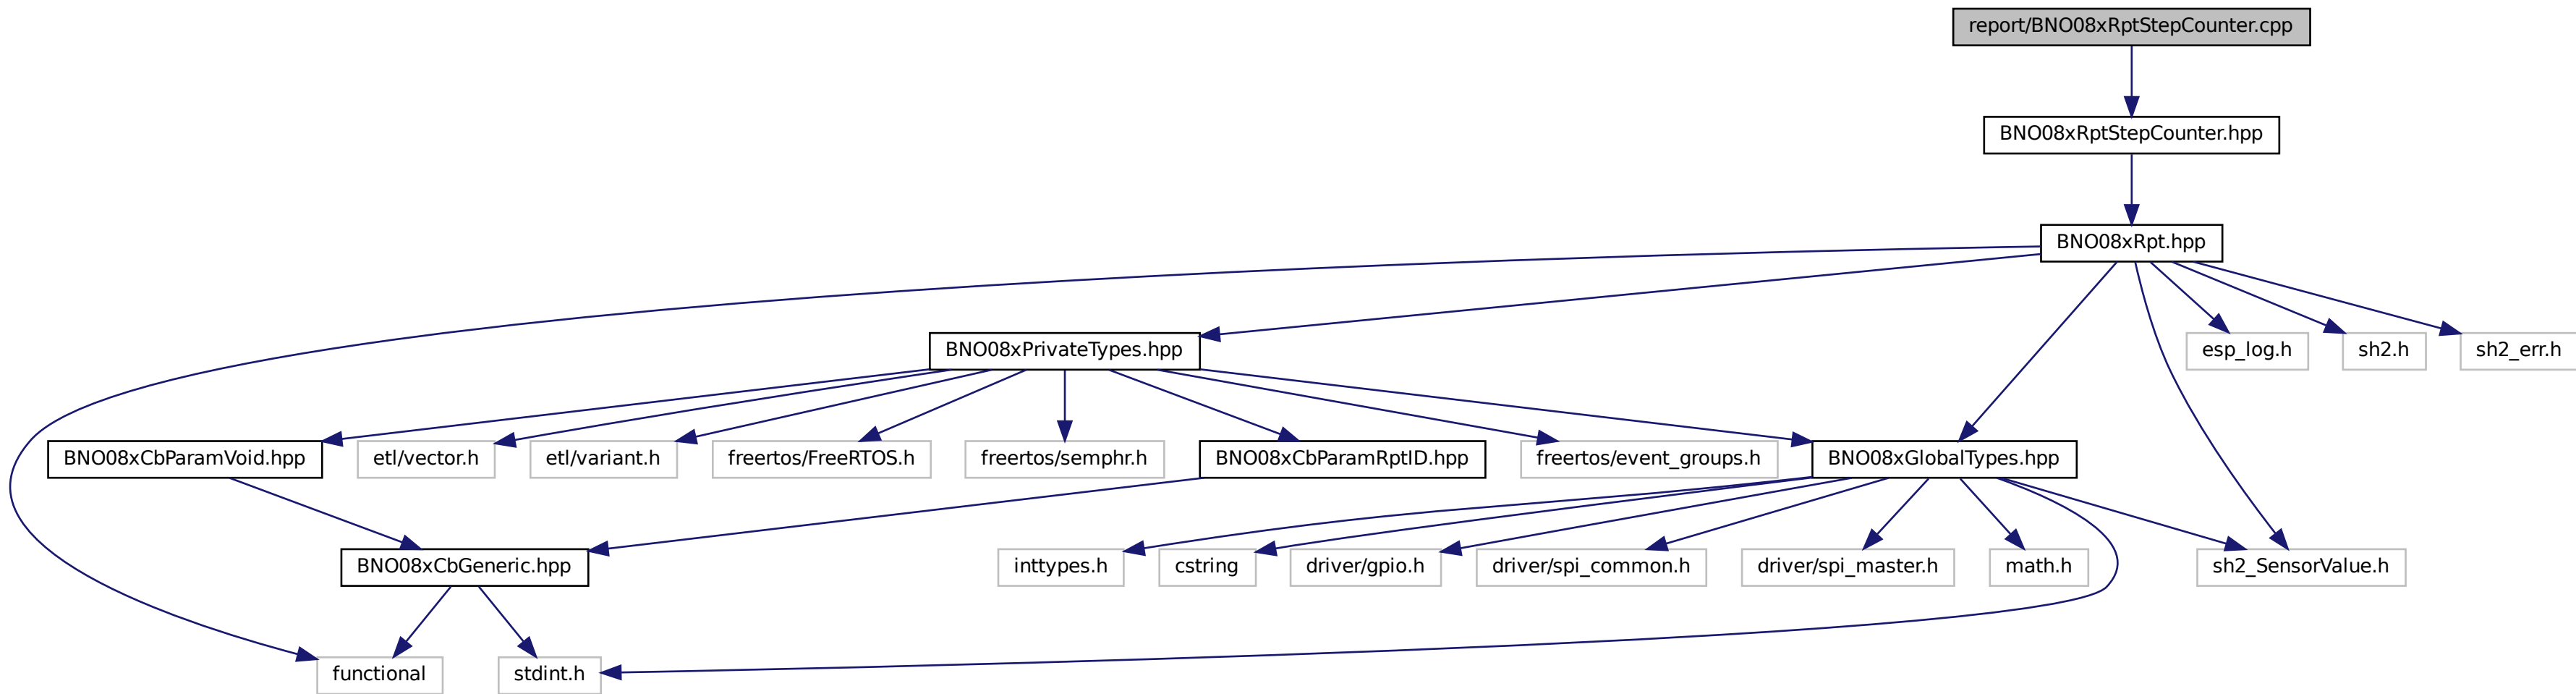 report/BNO08xRptStepCounter.cpp
BNO08xRptStepCounter.hpp
BNO08xRpt.hpp
BNO08xPrivateTypes.hpp
esp_log.h
sh2.h
sh2_err.h
BNO08xCbParamVoid.hpp
etl/vector.h
etl/variant.h
freertos/FreeRTOS.h
freertos/semphr.h
BNO08xCbParamRptID.hpp
freertos/event_groups.h
BNO08xGlobalTypes.hpp
BNO08xCbGeneric.hpp
inttypes.h
cstring
driver/gpio.h
driver/spi_common.h
driver/spi_master.h
math.h
sh2_SensorValue.h
functional
stdint.h